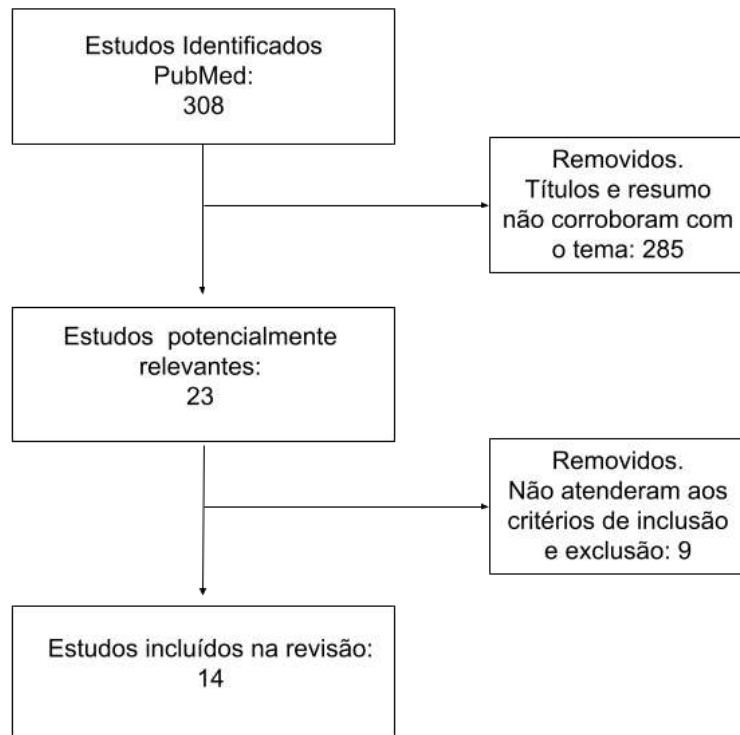 Estudos Identificados
PubMed:
308
Removidos.
Títulos e resumo
não corroboram com
o tema: 285
Estudos potencialmente
relevantes:
23
Removidos.
Não atenderam aos
critérios de inclusão
e exclusão: 9
Estudos incluídos na revisão:
14